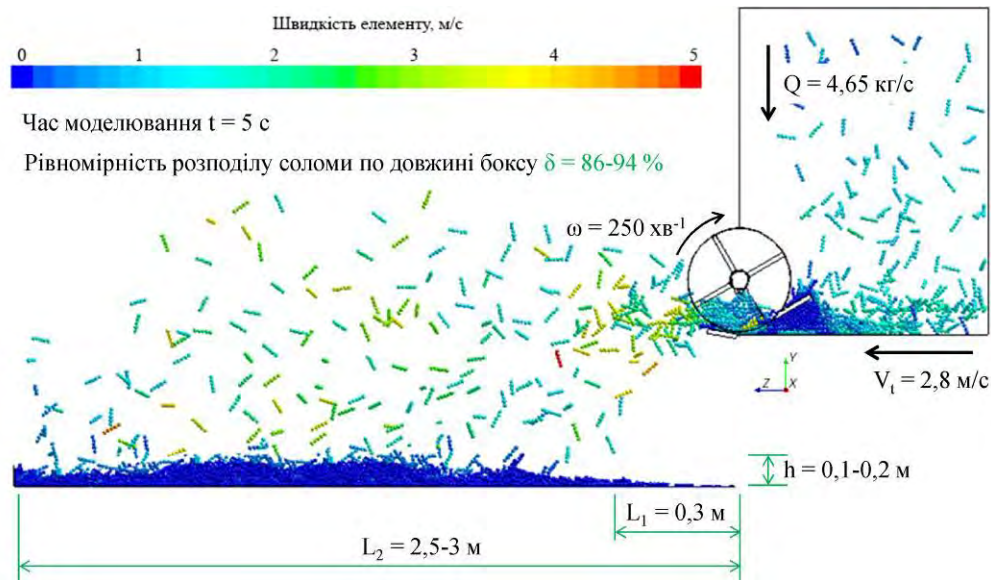 Швидкість елементу, м/с
0 1 2 3 4 5
Q = 4,65 кг/с
Час моделювання t = 5 с
Рівномірність розподілу соломи по довжині боксу δ = 86-94 %
ω = 250 хв⁻¹
Y
Z X
Vₜ = 2,8 м/с
h = 0,1-0,2 м
L₁ = 0,3 м
L₂ = 2,5-3 м